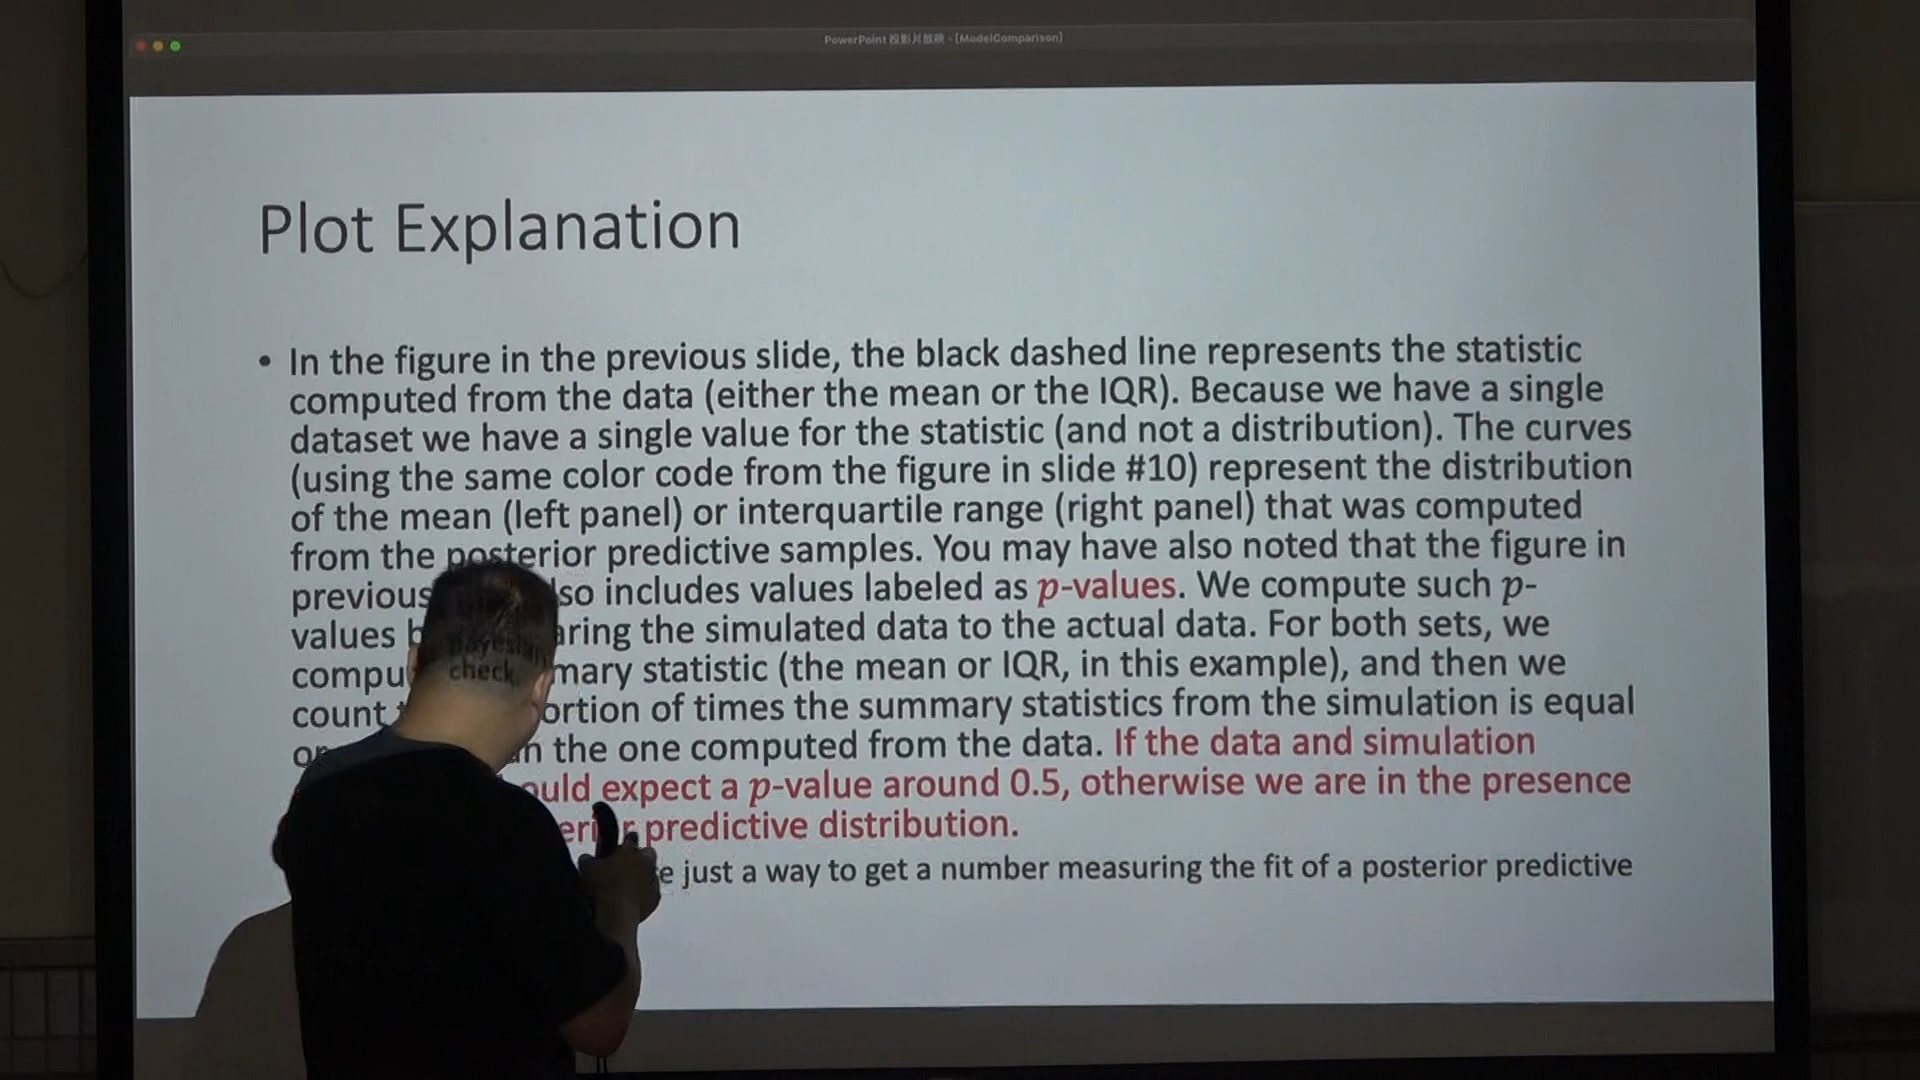 PowerPoint 投影片放映 - [ModelComparison]
Plot Explanation
• In the figure in the previous slide, the black dashed line represents the statistic
computed from the data (either the mean or the IQR). Because we have a single
dataset we have a single value for the statistic (and not a distribution). The curves
(using the same color code from the figure in slide #10) represent the distribution
of the mean (left panel) or interquartile range (right panel) that was computed
from the posterior predictive samples. You may have also noted that the figure in
previous so includes values labeled as p-values. We compute such p-
values aring the simulated data to the actual data. For both sets, we
compu mary statistic (the mean or IQR, in this example), and then we
count ortion of times the summary statistics from the simulation is equal
or n the one computed from the data. If the data and simulation
ould expect a p-value around 0.5, otherwise we are in the presence
predictive distribution.
Bayesian e just a way to get a number measuring the fit of a posterior predictive
check